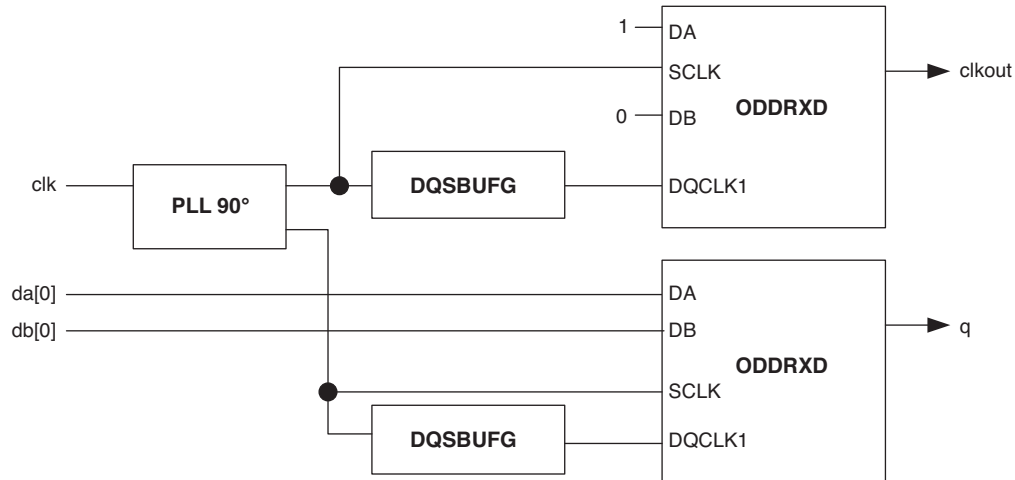 1
DA
SCLK
clkout
0
DB
ODDRXD
clk
PLL 90°
DQSBUFG
DQCLK1
da[0]
DA
db[0]
DB
q
ODDRXD
SCLK
DQSBUFG
DQCLK1